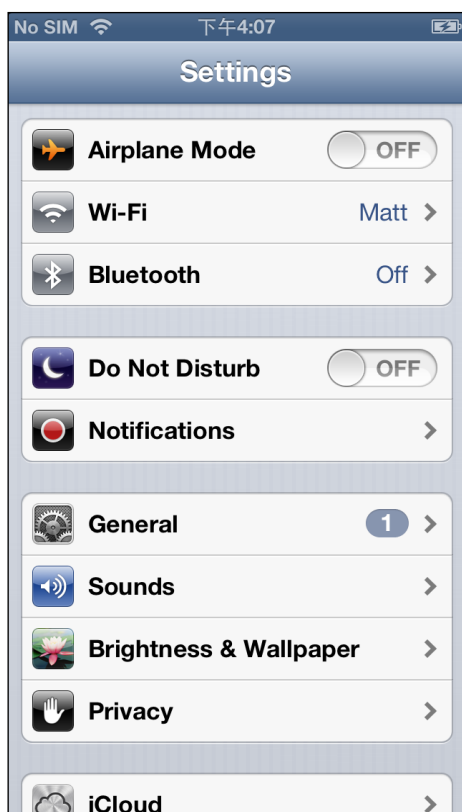 No SIM 下午4:07
Settings
Airplane Mode OFF
Wi-Fi Matt
Bluetooth Off
Do Not Disturb OFF
Notifications
General 1
Sounds
Brightness & Wallpaper
Privacy
iCloud